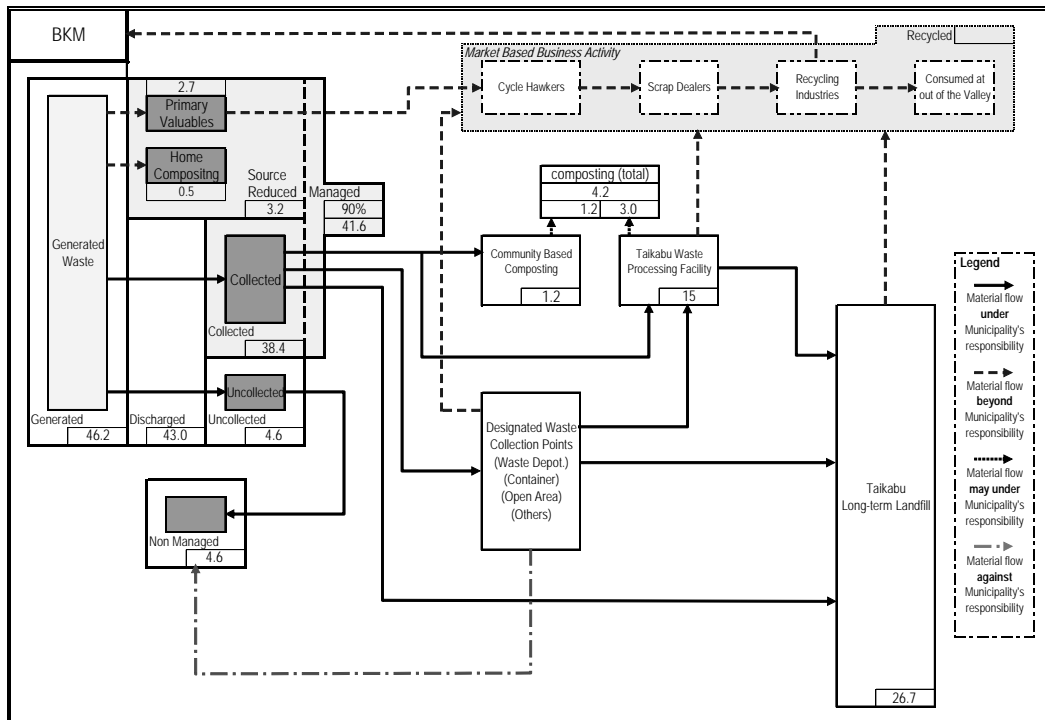 BKM
Recycled
Market Based Business Activity
Cycle Hawkers
Scrap Dealers
Recycling
Industries
Consumed at
out of the Valley
2.7
Primary
Valuables
Home
Compositng
0.5
Source
Reduced
3.2
Managed
90%
41.6
Generated
Waste
Collected
Collected
38.4
Uncollected
Generated
46.2
Discharged
43.0
Uncollected
4.6
Non Managed
4.6
composting (total)
4.2
1.2
3.0
Community Based
Composting
1.2
Taikabu Waste
Processing Facility
15
Designated Waste
Collection Points
(Waste Depot.)
(Container)
(Open Area)
(Others)
Taikabu
Long-term Landfill
26.7
Legend
Material flow
under
Municipality's
responsibility
Material flow
beyond
Municipality's
responsibility
Material flow
may under
Municipality's
responsibility
Material flow
against
Municipality's
responsibility